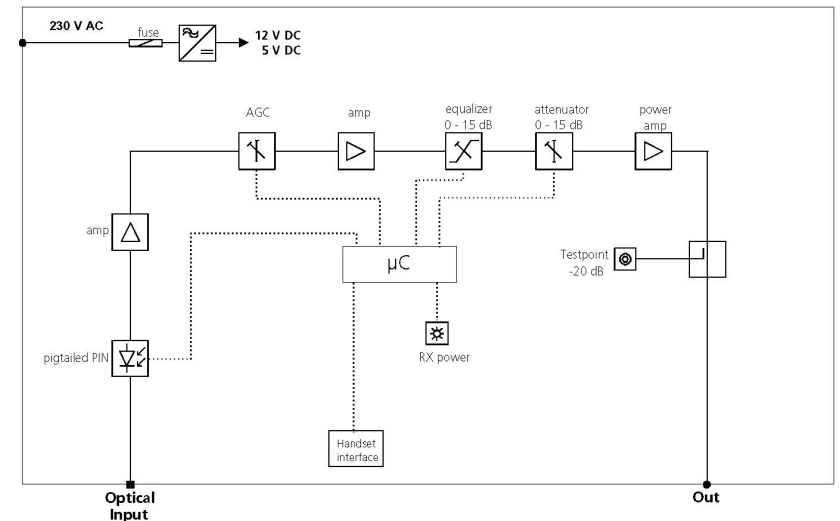 230 V AC
fuse
12 V DC
5 V DC
AGC
amp
equalizer
0 - 15 dB
attenuator
0 - 15 dB
power
amp
amp
µC
Testpoint
-20 dB
pigtailed PIN
RX power
Handset
interface
Optical
Input
Out